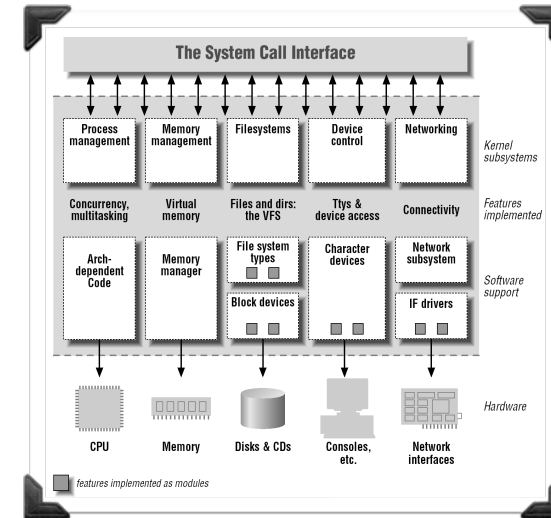 The System Call Interface
Process
management
Memory
management
Filesystems
Device
control
Networking
Kernel
subsystems
Concurrency,
multitasking
Virtual
memory
Files and dirs:
the VFS
Ttys &
device access
Connectivity
Features
implemented
Arch-
dependent
Code
Memory
manager
File system
types
Block devices
Character
devices
Network
subsystem
IF drivers
Software
support
Hardware
CPU
Memory
Disks & CDs
Consoles,
etc.
Network
interfaces
features implemented as modules